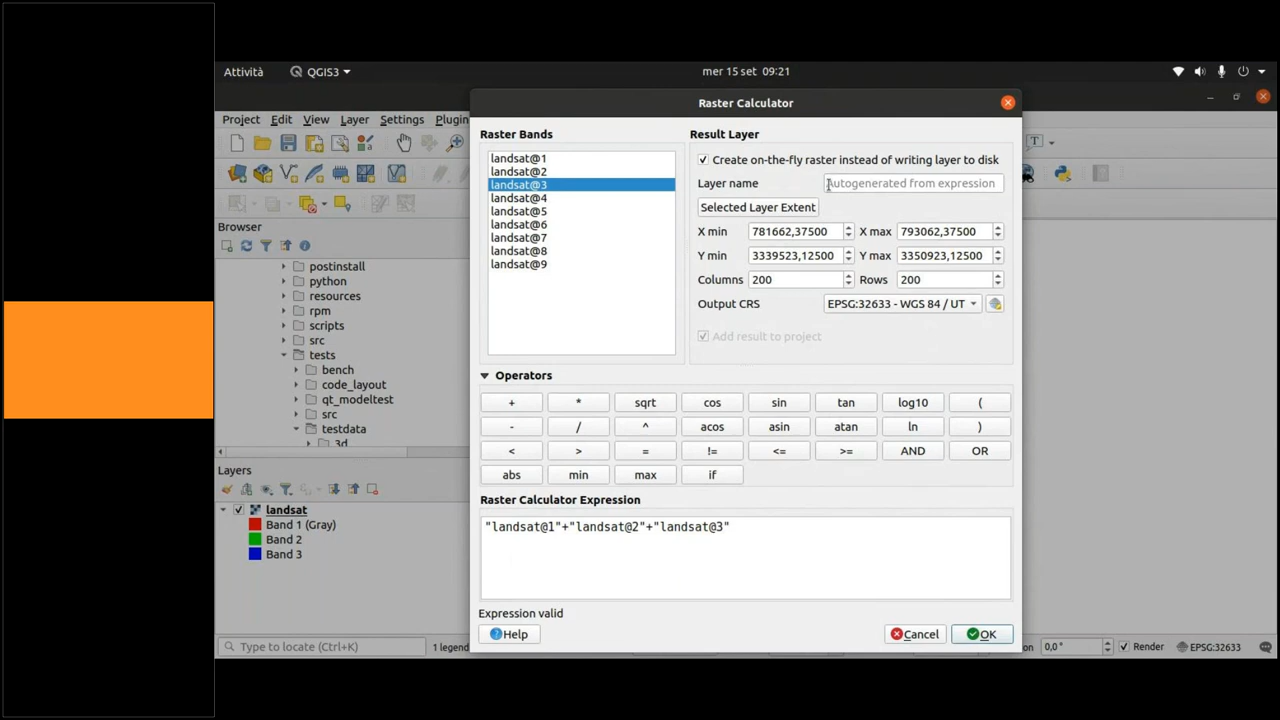 Attività
QGIS3
mer 15 set 09:21
Raster Calculator
Project Edit View Layer Settings Plugin
Raster Bands
landsat@1
landsat@2
landsat@3
landsat@4
landsat@5
landsat@6
landsat@7
landsat@8
landsat@9
Result Layer
Create on-the-fly raster instead of writing layer to disk
Layer name Autogenerated from expression
Selected Layer Extent
X min 781662,37500 X max 793062,37500
Y min 3339523,12500 Y max 3350923,12500
Columns 200 Rows 200
Output CRS EPSG:32633 - WGS 84 / UT
Add result to project
Browser
postinstall
python
resources
rpm
scripts
src
tests
bench
code_layout
qt_modeltest
src
testdata
3d
Operators
+ * sqrt cos sin tan log10 (
- / ^ acos asin atan ln )
< > = != <= >= AND OR
abs min max if
Layers
landsat
Band 1 (Gray)
Band 2
Band 3
Raster Calculator Expression
"landsat@1"+"landsat@2"+"landsat@3"
Expression valid
Help Cancel OK
Type to locate (Ctrl+K) 1 legend on 0,0 ° Render EPSG:32633